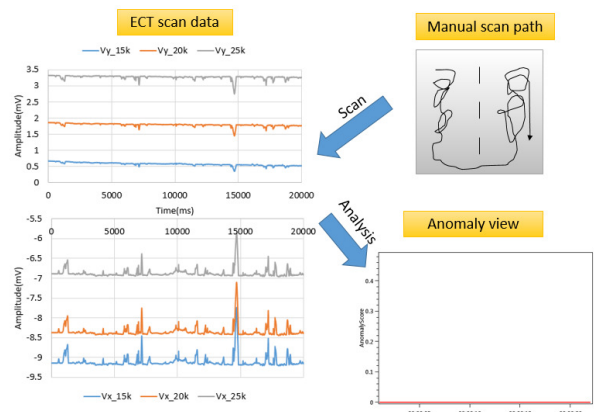 ECT scan data
Manual scan path
Vy_15k Vy_20k Vy_25k
3.5
3
2.5
2
1.5
1
0.5
0
Amplitude(mV)
0 5000 10000 15000 20000
Time(ms)
Scan
Analysis
Anomaly view
0 5000 10000 15000 20000
-5.5
-6
-6.5
-7
-7.5
-8
-8.5
-9
-9.5
Amplitude(mV)
Vx_15k Vx_20k Vx_25k
0.4
0.3
0.2
0.1
0
AnomalyScore